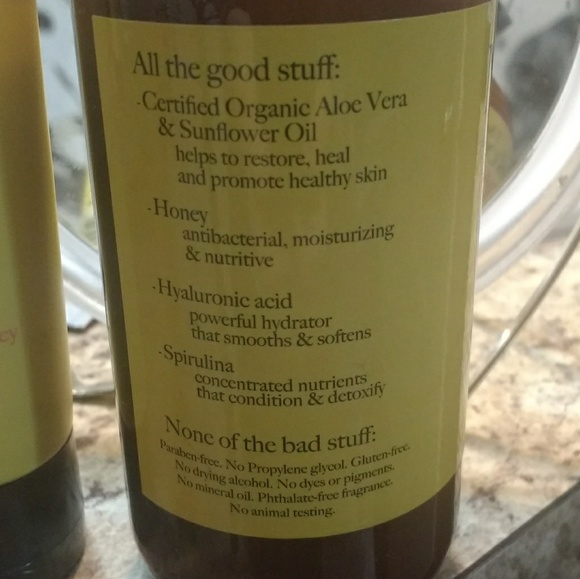 All the good stuff:
·Certified Organic Aloe Vera
& Sunflower Oil
helps to restore, heal
and promote healthy skin
·Honey
antibacterial, moisturizing
& nutritive
·Hyaluronic acid
powerful hydrator
that smooths & softens
·Spirulina
concentrated nutrients
that condition & detoxify
None of the bad stuff:
Paraben-free. No Propylene glycol. Gluten-free.
No drying alcohol. No dyes or pigments.
No mineral oil. Phthalate-free fragrance.
No animal testing.